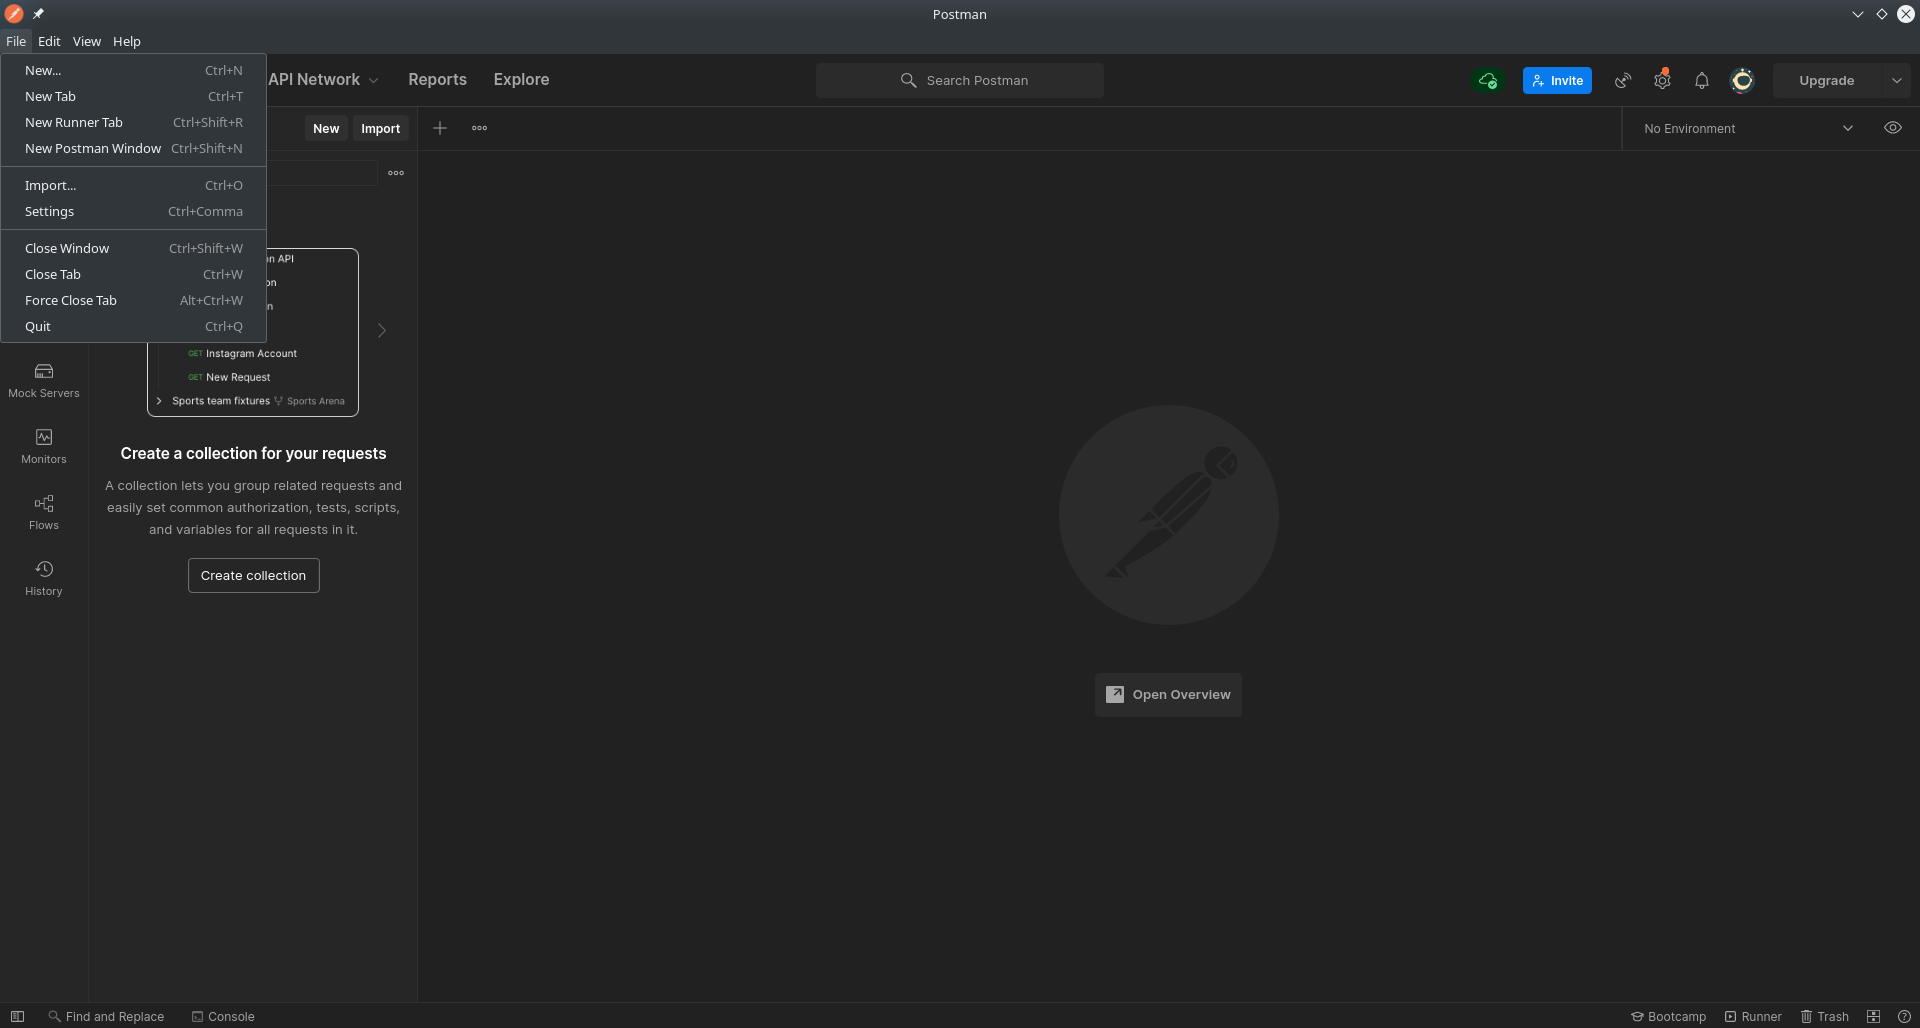 Postman
File Edit View Help
New... Ctrl+N
New Tab Ctrl+T
New Runner Tab Ctrl+Shift+R
New Postman Window Ctrl+Shift+N
Import... Ctrl+O
Settings Ctrl+Comma
Close Window Ctrl+Shift+W
Close Tab Ctrl+W
Force Close Tab Alt+Ctrl+W
Quit Ctrl+Q
API Network Reports Explore
Search Postman
Invite
Upgrade
New Import
No Environment
n API
on
n
GET Instagram Account
GET New Request
Sports team fixtures Sports Arena
Mock Servers
Monitors
Flows
History
Create a collection for your requests
A collection lets you group related requests and
easily set common authorization, tests, scripts,
and variables for all requests in it.
Create collection
Open Overview
Find and Replace Console
Bootcamp Runner Trash